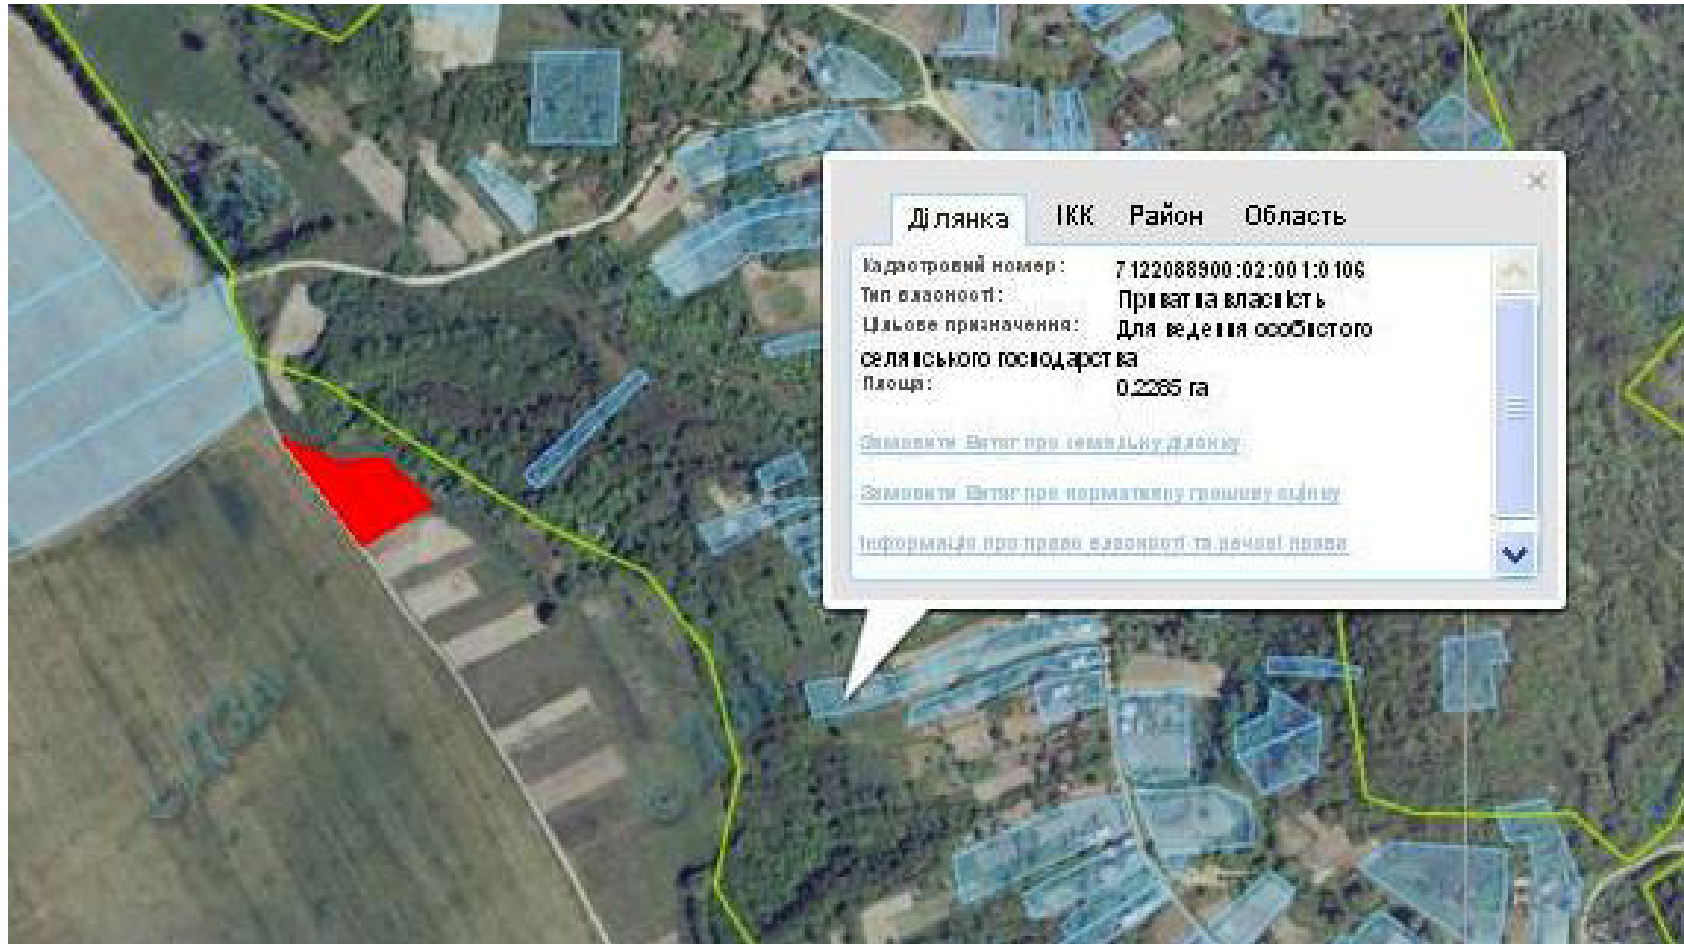 Ділянка ІКК Район Область
Кадастровий номер: 7122088900:02:001:0106
Тип власності: Приватна власність
Цільове призначення: Для ведення особистого
селянського господарства
Площа: 0.2285 га
Замовити Витяг про земельну ділянку
Замовити Витяг про нормативну грошову оцінку
Інформація про право власності та речові права